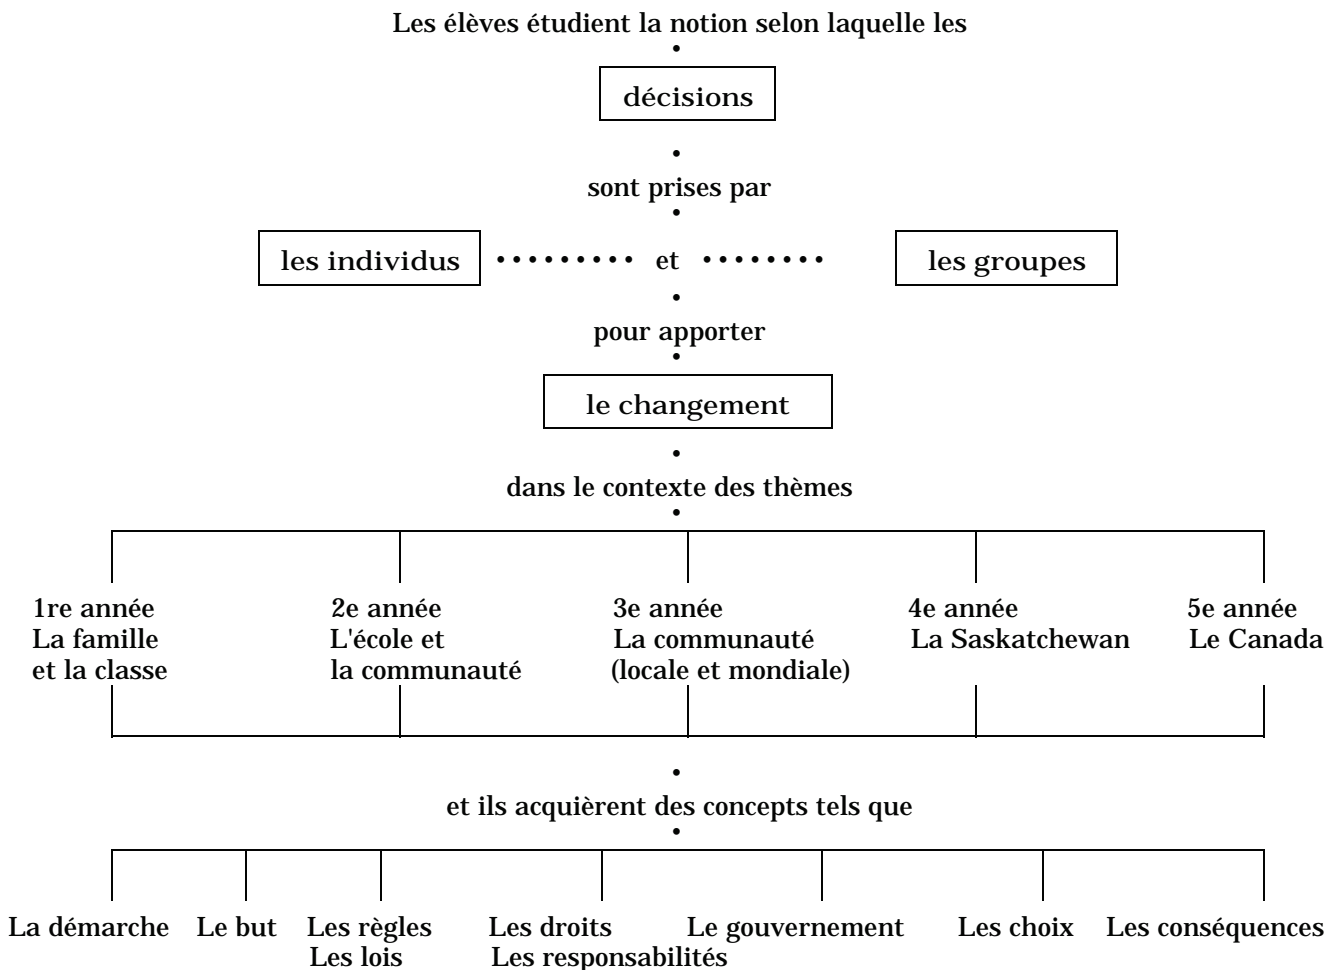 Les élèves étudient la notion selon laquelle les
décisions
sont prises par
les individus ••••••••• et •••••••• les groupes
pour apporter
le changement
dans le contexte des thèmes
1re année 2e année 3e année 4e année 5e année
La famille L'école et La communauté La Saskatchewan Le Canada
et la classe la communauté (locale et mondiale)
et ils acquièrent des concepts tels que
La démarche Le but Les règles Les droits Le gouvernement Les choix Les conséquences
Les lois Les responsabilités